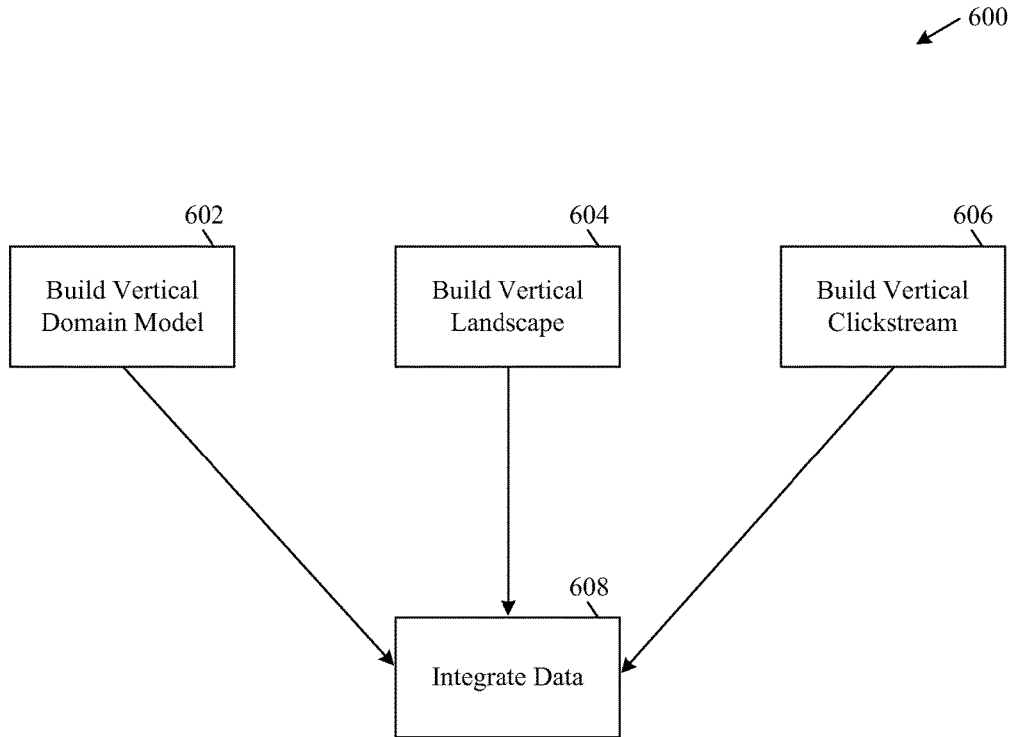 600
602
604
606
Build Vertical
Domain Model
Build Vertical
Landscape
Build Vertical
Clickstream
608
Integrate Data